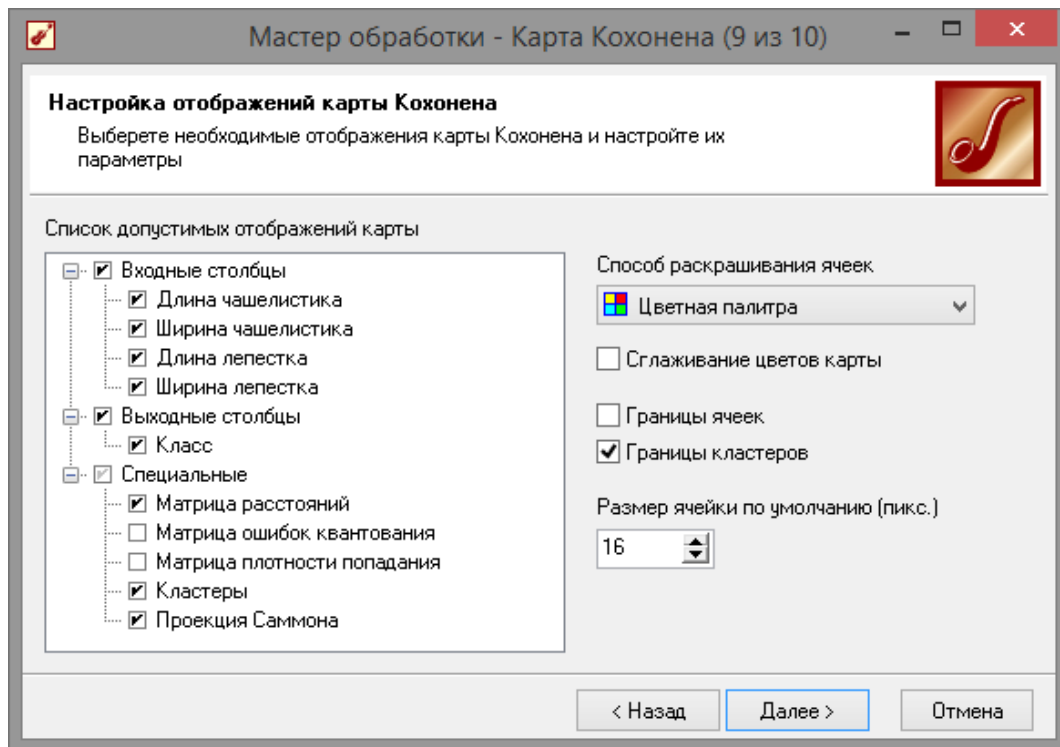 Мастер обработки - Карта Кохонена (9 из 10)
Настройка отображений карты Кохонена
Выберете необходимые отображения карты Кохонена и настройте их
параметры
Список допустимых отображений карты
Входные столбцы
Длина чашелистика
Ширина чашелистика
Длина лепестка
Ширина лепестка
Выходные столбцы
Класс
Специальные
Матрица расстояний
Матрица ошибок квантования
Матрица плотности попадания
Кластеры
Проекция Саммона
Способ раскрашивания ячеек
Цветная палитра
Сглаживание цветов карты
Границы ячеек
Границы кластеров
Размер ячейки по умолчанию (пикс.)
16
< Назад
Далее >
Отмена